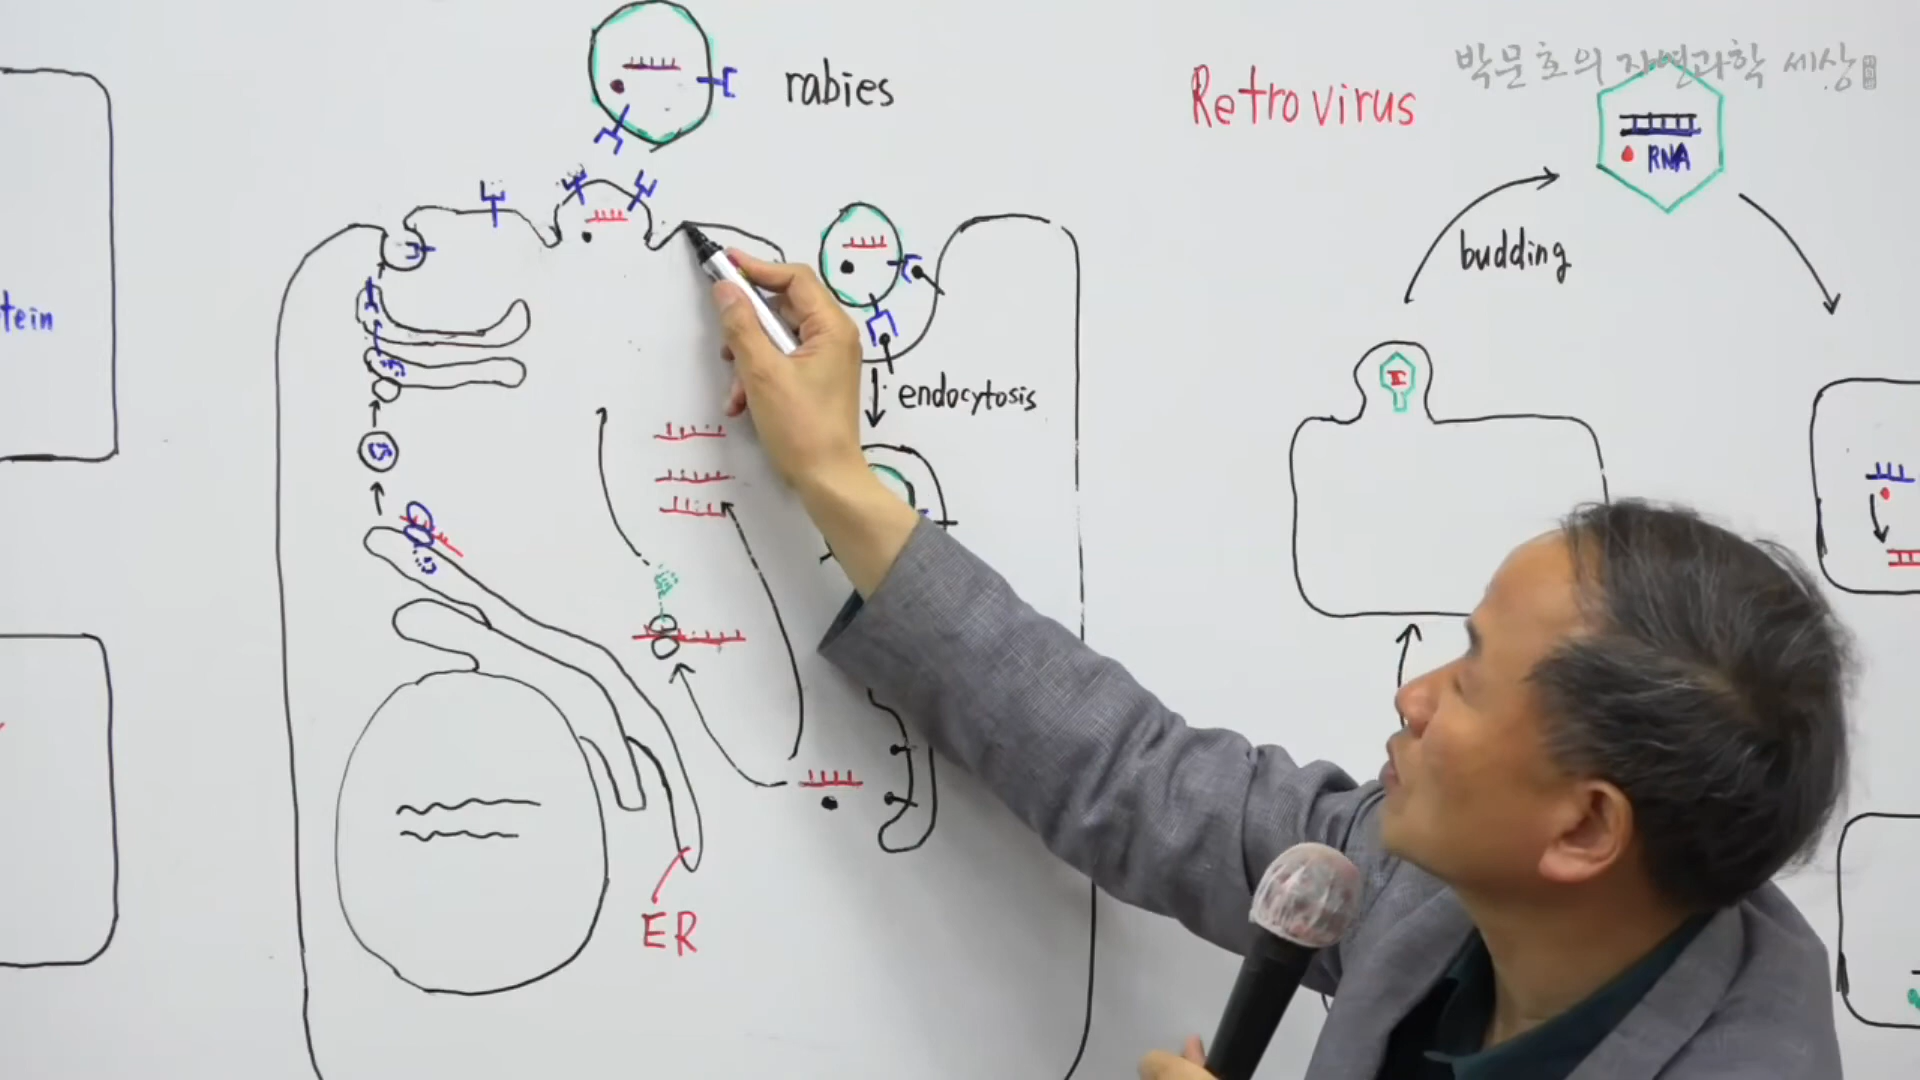 rabies
Retrovirus
박문호의 자연과학 세상
RNA
budding
tein
endocytosis
ER